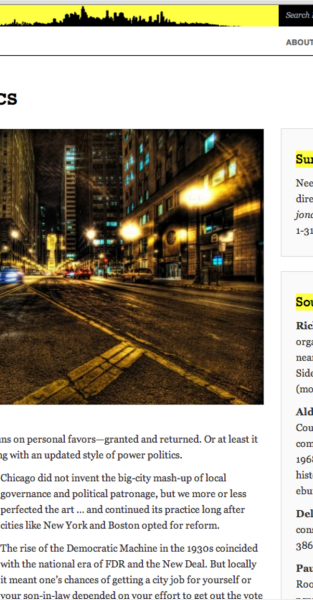 Search
ABOUT
cs
on personal favors—granted and returned. Or at least it
with an updated style of power politics.
Chicago did not invent the big-city mash-up of local
governance and political patronage, but we more or less
perfected the art ... and continued its practice long after
cities like New York and Boston opted for reform.
The rise of the Democratic Machine in the 1930s coincided
with the national era of FDR and the New Deal. But locally
it meant one's chances of getting a city job for yourself or
your son-in-law depended on your effort to get out the vote
Nee
dire
1-31
Sou
Rich
orga
near
Side
(mo
Ald
Cou
com
1968
hist
ebu
Del
cons
386
Pau
Roo